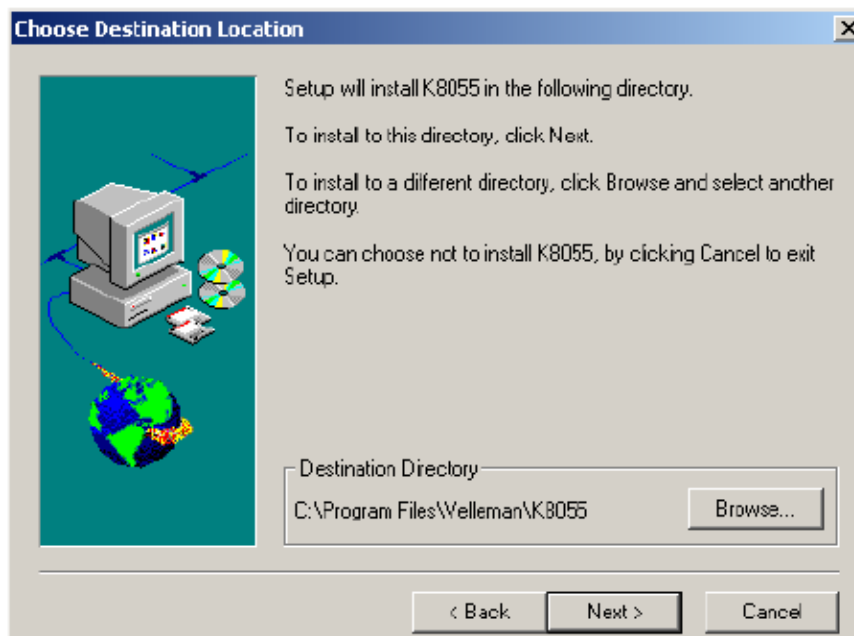 Choose Destination Location
Setup will install K8055 in the following directory.
To install to this directory, click Next.
To install to a different directory, click Browse and select another
directory.
You can choose not to install K8055, by clicking Cancel to exit
Setup.
Destination Directory
C:\Program Files\Velleman\K8055
Browse...
< Back
Next >
Cancel